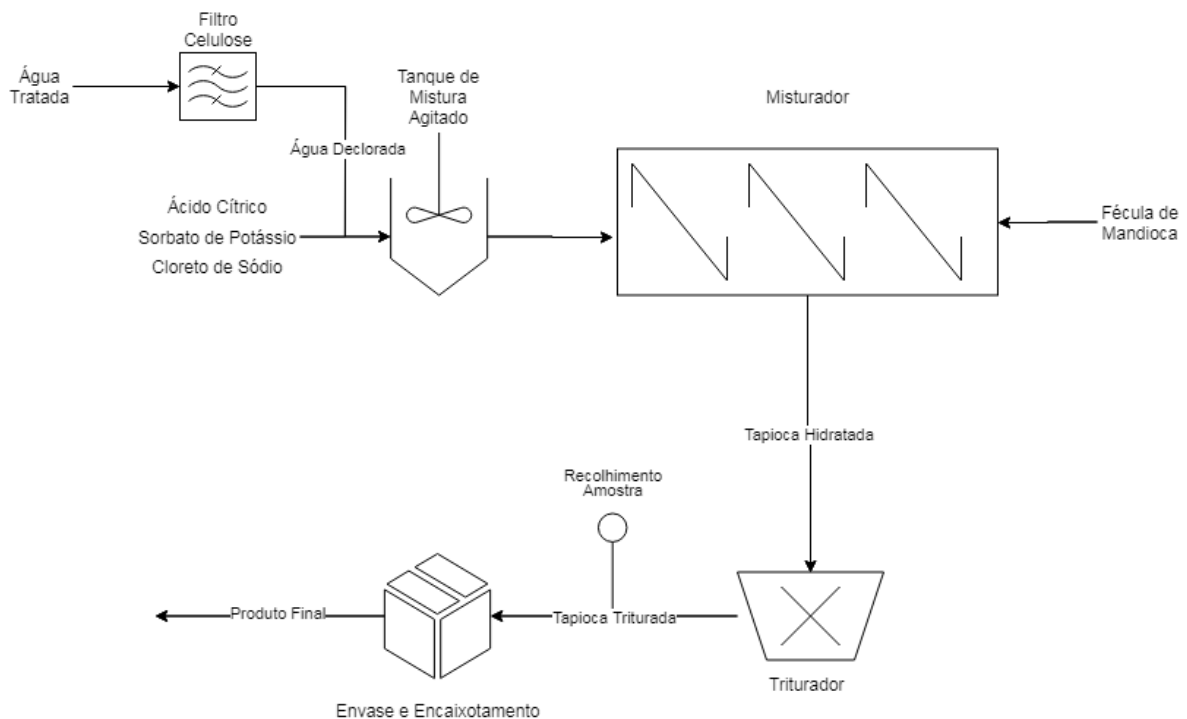 Filtro
Celulose
Água
Tratada
Tanque de
Mistura
Agitado
Misturador
Água Declorada
Ácido Cítrico
Sorbato de Potássio
Cloreto de Sódio
Fécula de
Mandioca
Tapioca Hidratada
Recolhimento
Amostra
Produto Final
Tapioca Triturada
Triturador
Envase e Encaixotamento